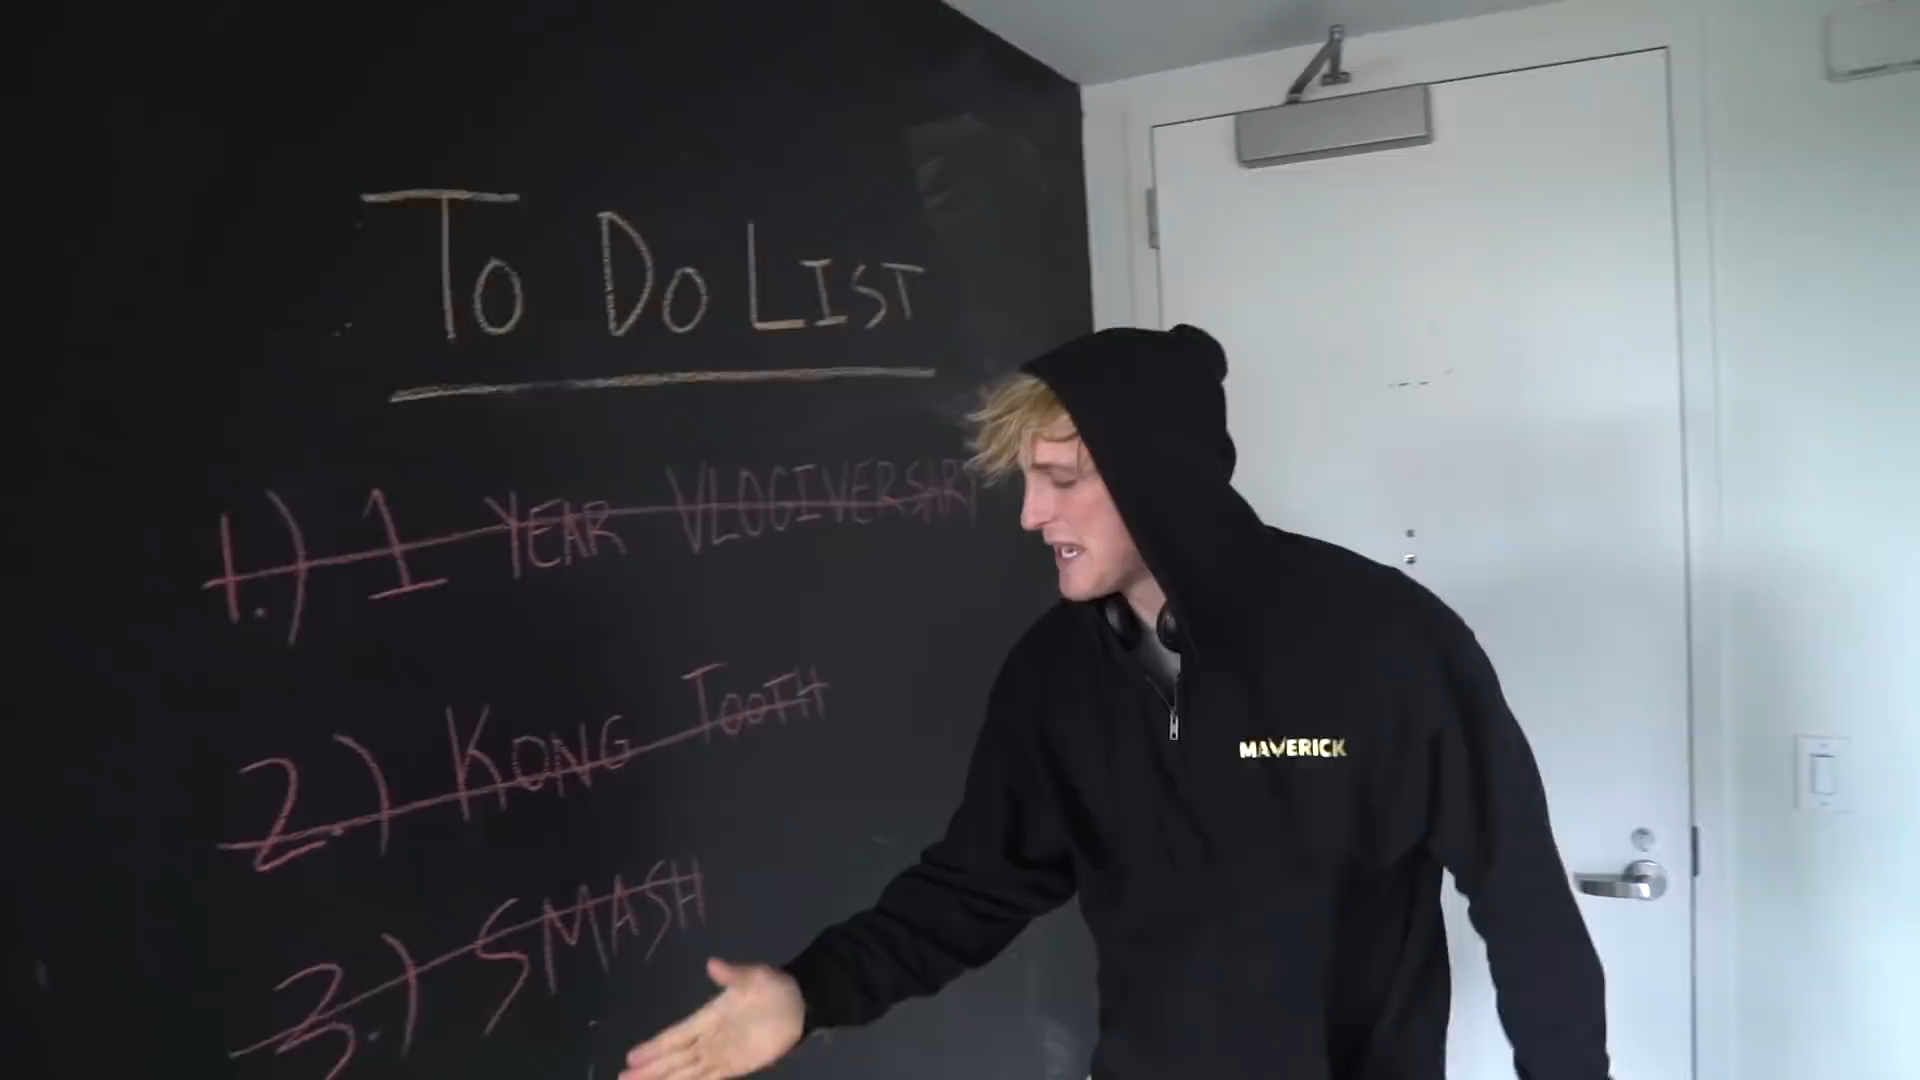 TO DO LIST
1.) 1 YEAR VLOGIVERSARY
2.) KONG TOOTH
3.) SMASH
MAVERICK